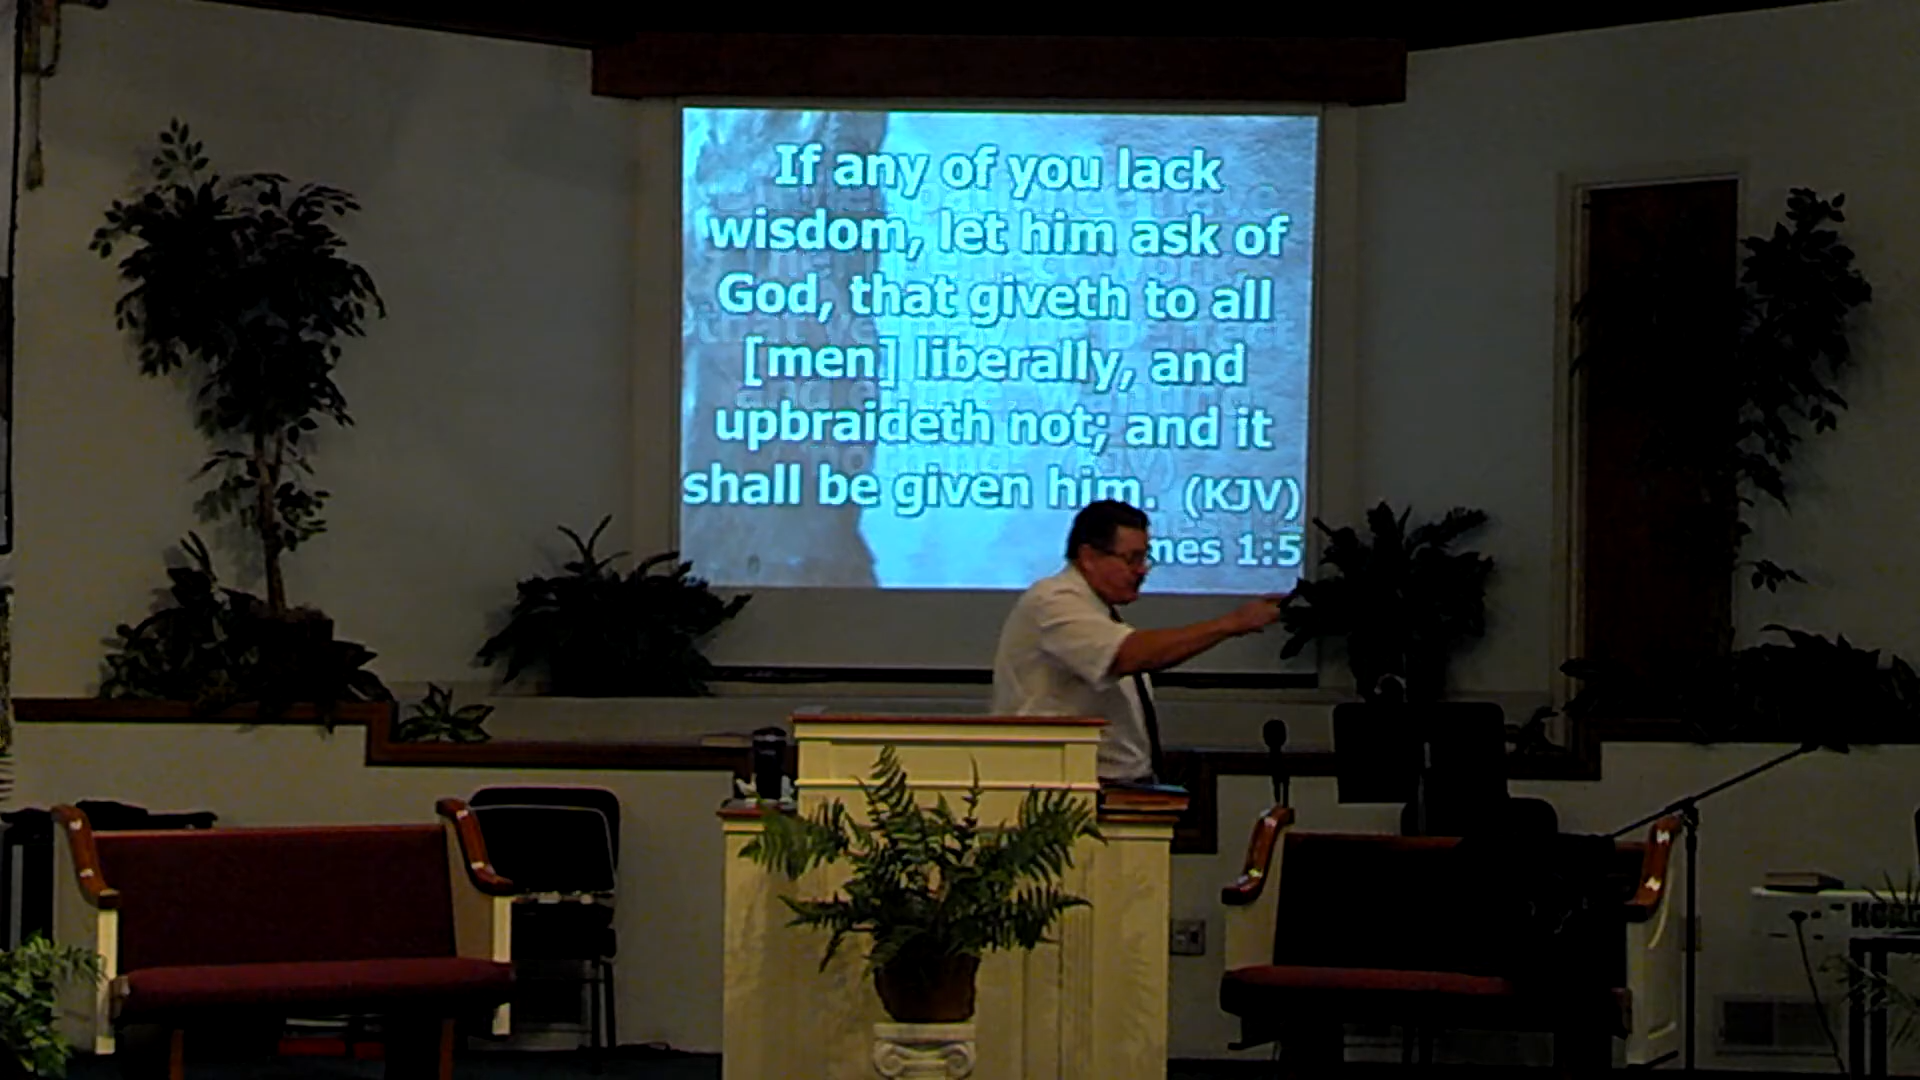 If any of you lack
wisdom, let him ask of
God, that giveth to all
[men] liberally, and
upbraideth not; and it
shall be given him. (KJV)
mes 1:5